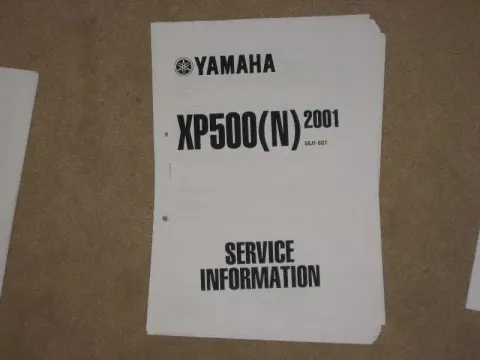 YAMAHA
XP500(N) 2001
SERVICE
INFORMATION